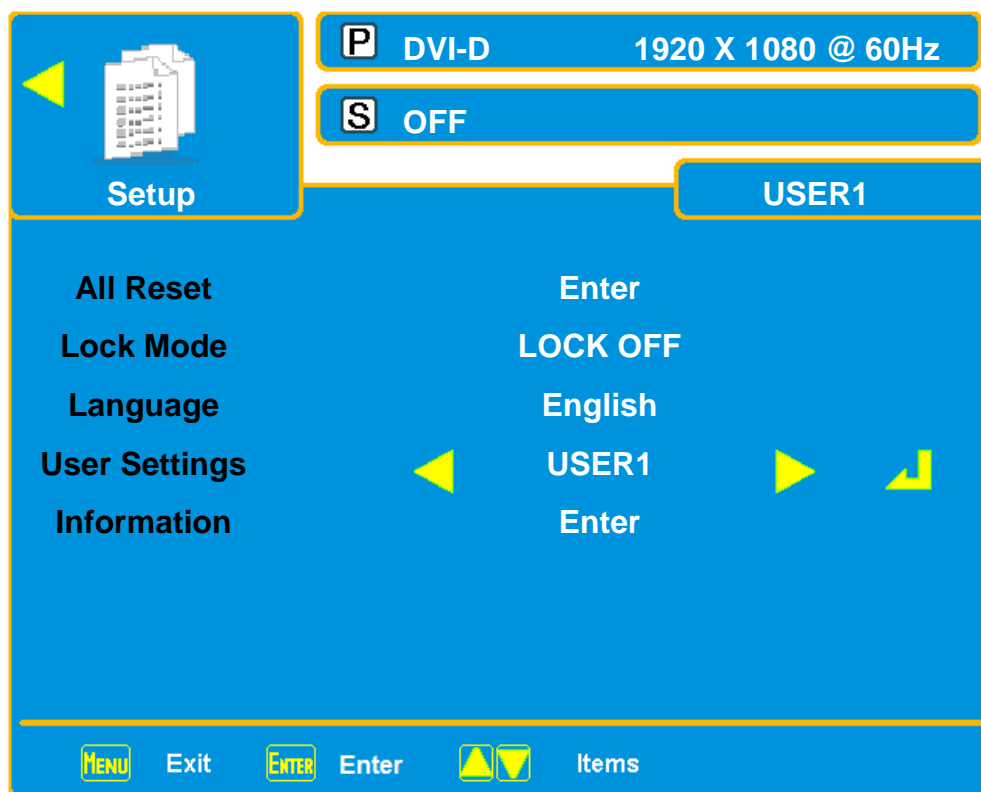 P DVI-D 1920 X 1080 @ 60Hz
S OFF
Setup
USER1
All Reset Enter
Lock Mode LOCK OFF
Language English
User Settings USER1
Information Enter
MENU Exit ENTER Enter Items